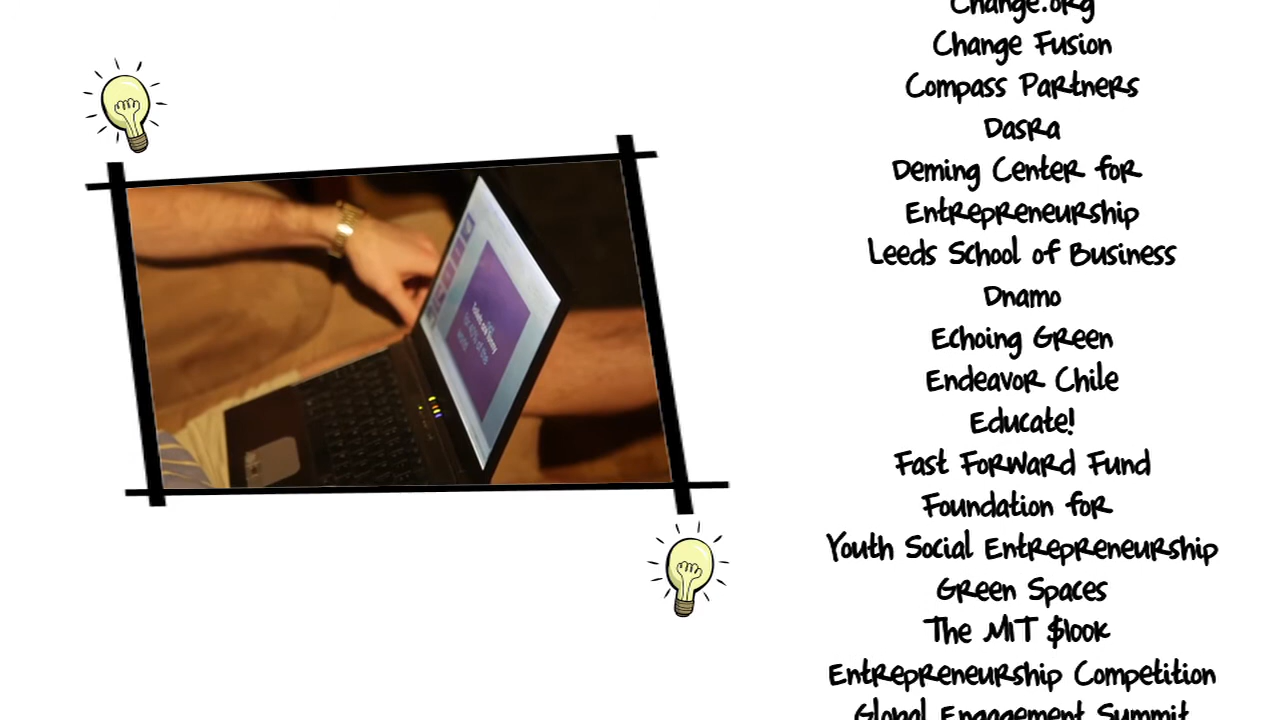 Change.org
Change Fusion
Compass Partners
Dasra
Deming Center for
Entrepreneurship
Leeds School of Business
Dnamo
Echoing Green
Endeavor Chile
Educate!
Fast Forward Fund
Foundation for
Youth Social Entrepreneurship
Green Spaces
The MIT $100K
Entrepreneurship Competition
Global Engagement Summit